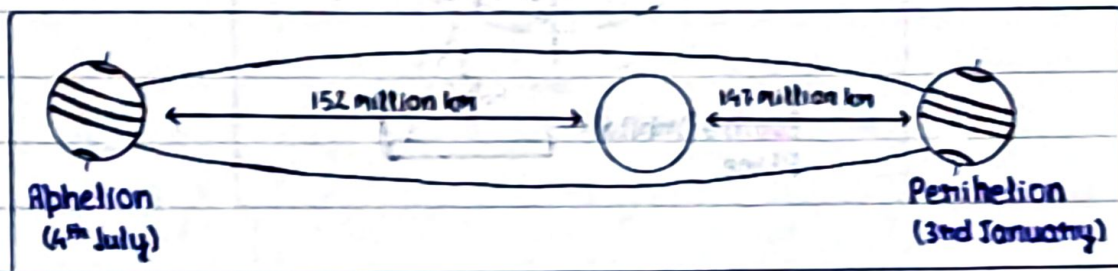 152 million km
147 million km
Aphelion
(4th July)
Perihelion
(3rd January)